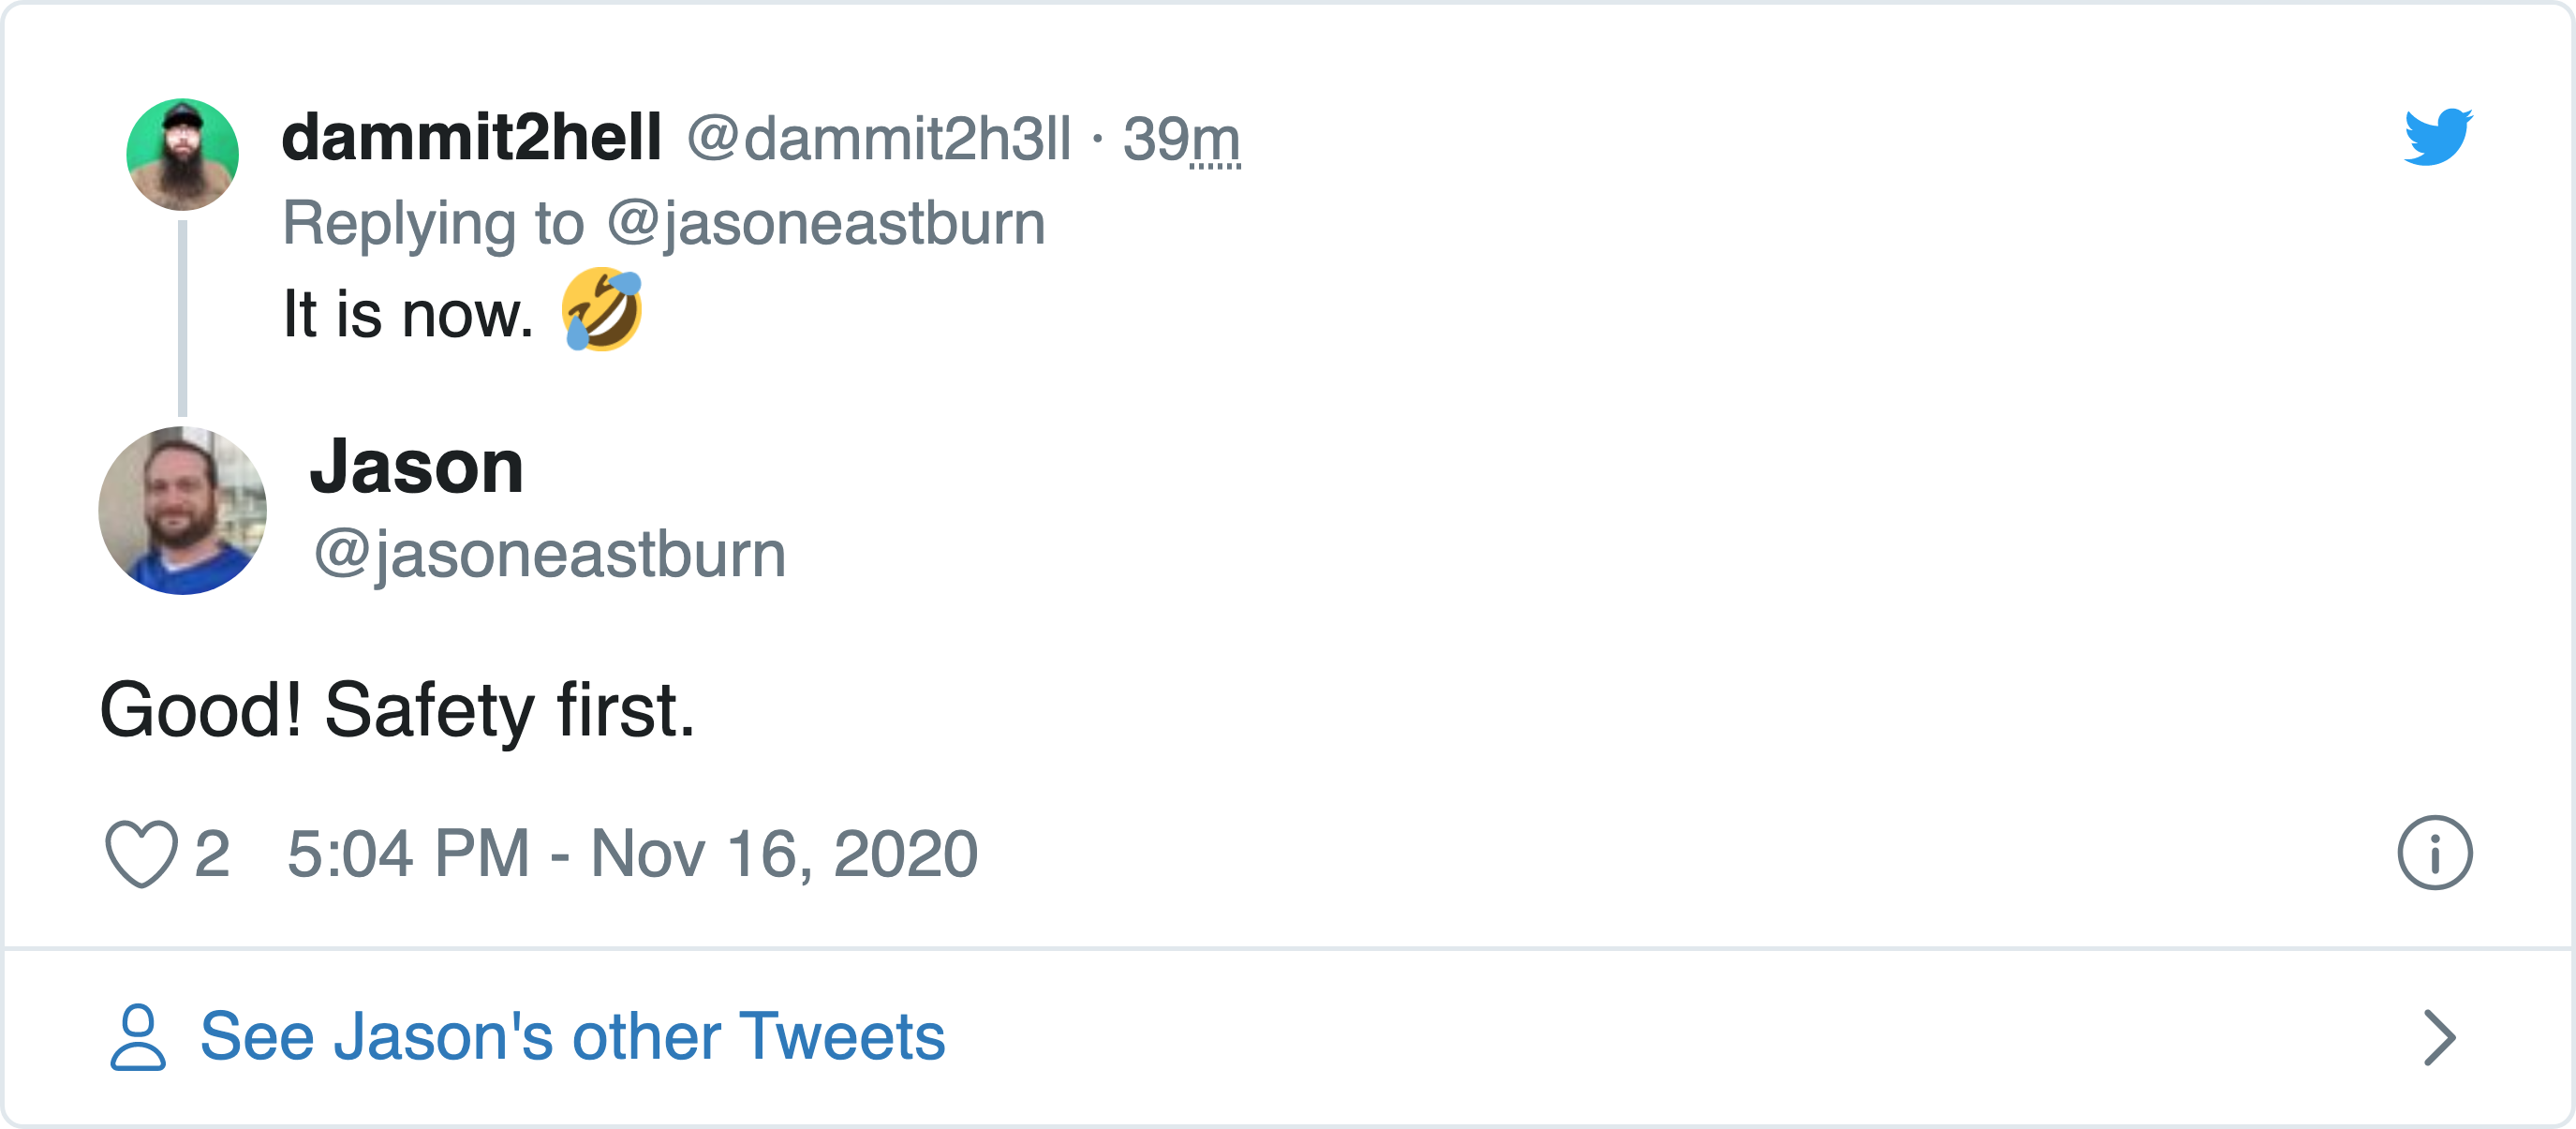 dammit2hell @dammit2h3ll · 39m
Replying to @jasoneastburn
It is now. 🤣
Jason
@jasoneastburn
Good! Safety first.
2 5:04 PM - Nov 16, 2020
See Jason's other Tweets